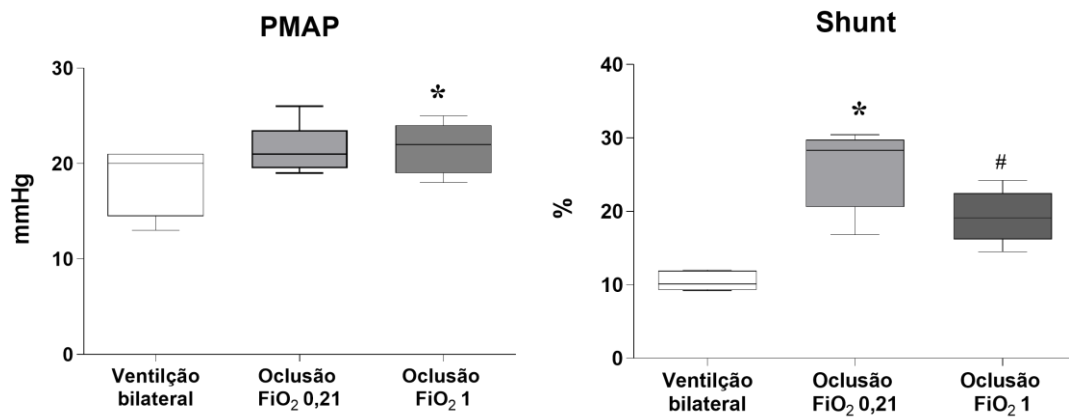 PMAP
30
20
10
0
mmHg
*
Ventilção
bilateral
Oclusão
FiO₂ 0,21
Oclusão
FiO₂ 1
Shunt
40
30
20
10
0
%
*
#
Ventilção
bilateral
Oclusão
FiO₂ 0,21
Oclusão
FiO₂ 1